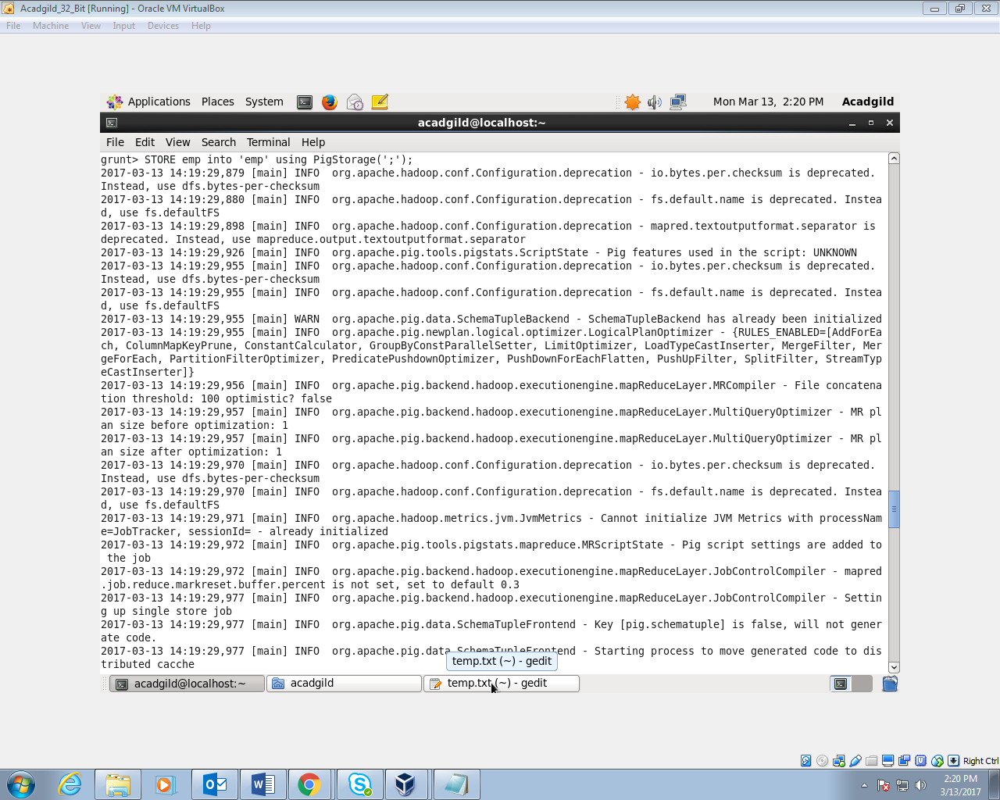 Acadgild_32_Bit [Running] - Oracle VM VirtualBox
File Machine View Input Devices Help
Applications Places System Mon Mar 13, 2:20 PM Acadgild
acadgild@localhost:~
File Edit View Search Terminal Help
grunt> STORE emp into 'emp' using PigStorage(';');
2017-03-13 14:19:29,879 [main] INFO  org.apache.hadoop.conf.Configuration.deprecation - io.bytes.per.checksum is deprecated.
Instead, use dfs.bytes-per-checksum
2017-03-13 14:19:29,880 [main] INFO  org.apache.hadoop.conf.Configuration.deprecation - fs.default.name is deprecated. Instea
d, use fs.defaultFS
2017-03-13 14:19:29,898 [main] INFO  org.apache.hadoop.conf.Configuration.deprecation - mapred.textoutputformat.separator is
deprecated. Instead, use mapreduce.output.textoutputformat.separator
2017-03-13 14:19:29,926 [main] INFO  org.apache.pig.tools.pigstats.ScriptState - Pig features used in the script: UNKNOWN
2017-03-13 14:19:29,955 [main] INFO  org.apache.hadoop.conf.Configuration.deprecation - io.bytes.per.checksum is deprecated.
Instead, use dfs.bytes-per-checksum
2017-03-13 14:19:29,955 [main] INFO  org.apache.hadoop.conf.Configuration.deprecation - fs.default.name is deprecated. Instea
d, use fs.defaultFS
2017-03-13 14:19:29,955 [main] WARN  org.apache.pig.data.SchemaTupleBackend - SchemaTupleBackend has already been initialized
2017-03-13 14:19:29,955 [main] INFO  org.apache.pig.newplan.logical.optimizer.LogicalPlanOptimizer - {RULES_ENABLED=[AddForEa
ch, ColumnMapKeyPrune, ConstantCalculator, GroupByConstParallelSetter, LimitOptimizer, LoadTypeCastInserter, MergeFilter, Mer
geForEach, PartitionFilterOptimizer, PredicatePushdownOptimizer, PushDownForEachFlatten, PushUpFilter, SplitFilter, StreamTyp
eCastInserter]}
2017-03-13 14:19:29,956 [main] INFO  org.apache.pig.backend.hadoop.executionengine.mapReduceLayer.MRCompiler - File concatena
tion threshold: 100 optimistic? false
2017-03-13 14:19:29,957 [main] INFO  org.apache.pig.backend.hadoop.executionengine.mapReduceLayer.MultiQueryOptimizer - MR pl
an size before optimization: 1
2017-03-13 14:19:29,957 [main] INFO  org.apache.pig.backend.hadoop.executionengine.mapReduceLayer.MultiQueryOptimizer - MR pl
an size after optimization: 1
2017-03-13 14:19:29,970 [main] INFO  org.apache.hadoop.conf.Configuration.deprecation - io.bytes.per.checksum is deprecated.
Instead, use dfs.bytes-per-checksum
2017-03-13 14:19:29,970 [main] INFO  org.apache.hadoop.conf.Configuration.deprecation - fs.default.name is deprecated. Instea
d, use fs.defaultFS
2017-03-13 14:19:29,971 [main] INFO  org.apache.hadoop.metrics.jvm.JvmMetrics - Cannot initialize JVM Metrics with processNam
e=JobTracker, sessionId= - already initialized
2017-03-13 14:19:29,972 [main] INFO  org.apache.pig.tools.pigstats.mapreduce.MRScriptState - Pig script settings are added to
 the job
2017-03-13 14:19:29,972 [main] INFO  org.apache.pig.backend.hadoop.executionengine.mapReduceLayer.JobControlCompiler - mapred
.job.reduce.markreset.buffer.percent is not set, set to default 0.3
2017-03-13 14:19:29,977 [main] INFO  org.apache.pig.backend.hadoop.executionengine.mapReduceLayer.JobControlCompiler - Settin
g up single store job
2017-03-13 14:19:29,977 [main] INFO  org.apache.pig.data.SchemaTupleFrontend - Key [pig.schematuple] is false, will not gener
ate code.
2017-03-13 14:19:29,977 [main] INFO  org.apache.pig.data.SchemaTupleFrontend - Starting process to move generated code to dis
tributed cacche
temp.txt (~) - gedit
acadgild@localhost:~ acadgild temp.txt (~) - gedit
Right Ctrl
2:20 PM
3/13/2017